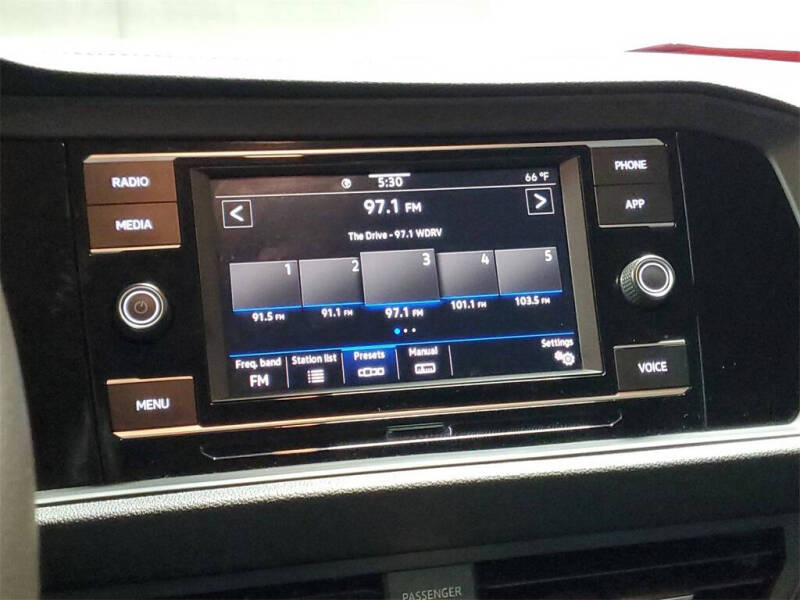 RADIO
MEDIA
MENU
5:30
66 °F
<
97.1 FM
>
The Drive - 97.1 WDRV
1
2
3
4
5
91.5 FM
91.1 FM
97.1 FM
101.1 FM
103.5 FM
Freq. band
FM
Station list
Presets
Manual
Settings
PHONE
APP
VOICE
PASSENGER